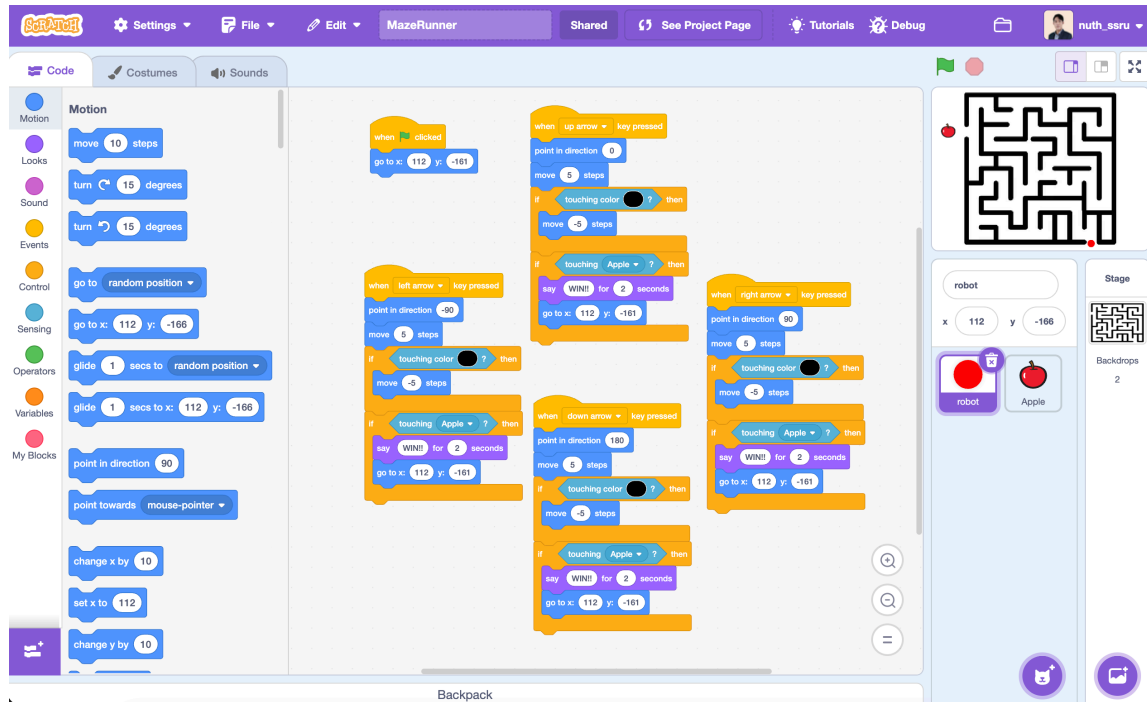 SCRATCH Settings File Edit MazeRunner Shared See Project Page Tutorials Debug nuth_ssru
Code Costumes Sounds
Motion
Looks
Sound
Events
Control
Sensing
Operators
Variables
My Blocks
Motion
move 10 steps
turn 15 degrees
turn 15 degrees
go to random position
go to x: 112 y: -166
glide 1 secs to random position
glide 1 secs to x: 112 y: -166
point in direction 90
point towards mouse-pointer
change x by 10
set x to 112
change y by 10
when clicked
go to x: 112 y: -161
when up arrow key pressed
point in direction 0
move 5 steps
if touching color ? then
move -5 steps
if touching Apple ? then
say WIN!! for 2 seconds
go to x: 112 y: -161
when left arrow key pressed
point in direction -90
move 5 steps
if touching color ? then
move -5 steps
if touching Apple ? then
say WIN!! for 2 seconds
go to x: 112 y: -161
when down arrow key pressed
point in direction 180
move 5 steps
if touching color ? then
move -5 steps
if touching Apple ? then
say WIN!! for 2 seconds
go to x: 112 y: -161
when right arrow key pressed
point in direction 90
move 5 steps
if touching color ? then
move -5 steps
if touching Apple ? then
say WIN!! for 2 seconds
go to x: 112 y: -161
robot
x 112 y -166
robot
Apple
Stage
Backdrops
2
Backpack